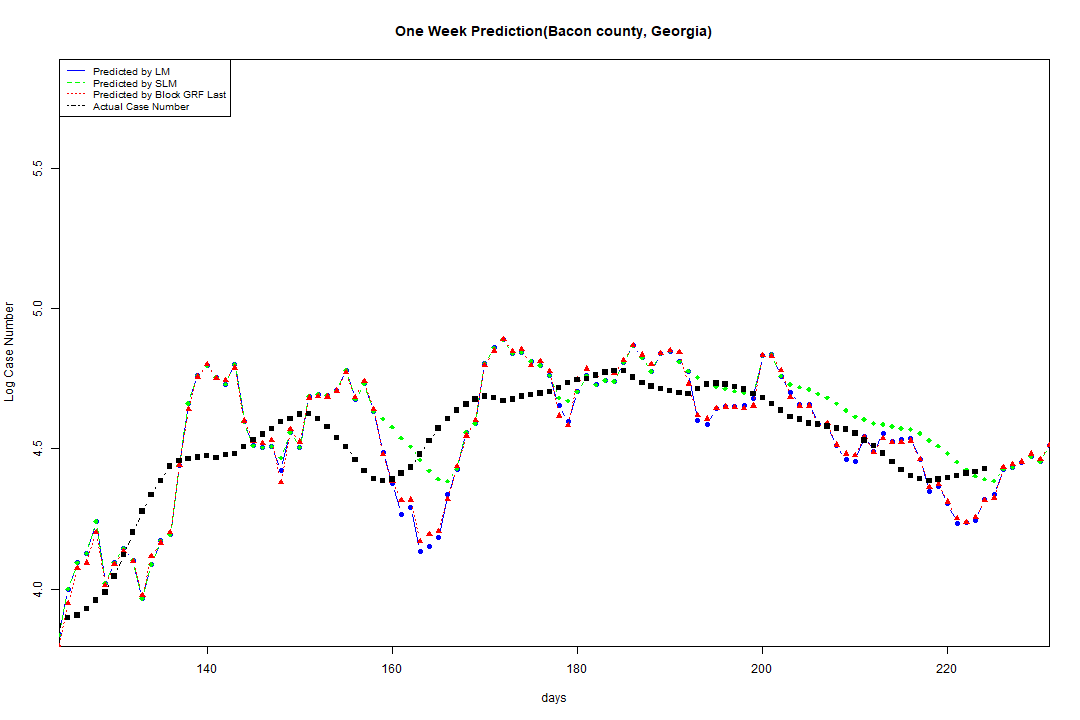 One Week Prediction(Bacon county, Georgia)
Predicted by LM
Predicted by SLM
Predicted by Block GRF Last
Actual Case Number
5.5
5.0
4.5
4.0
Log Case Number
140 160 180 200 220
days